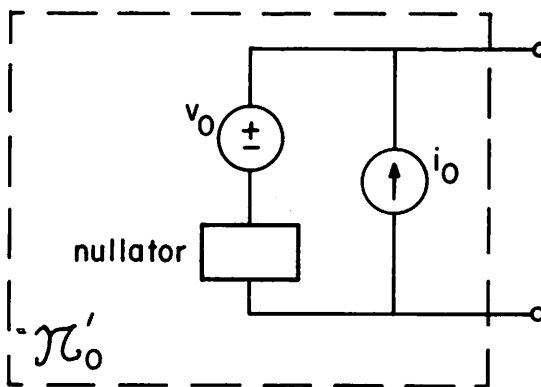 v₀
±
i₀
nullator
𝒩₀′